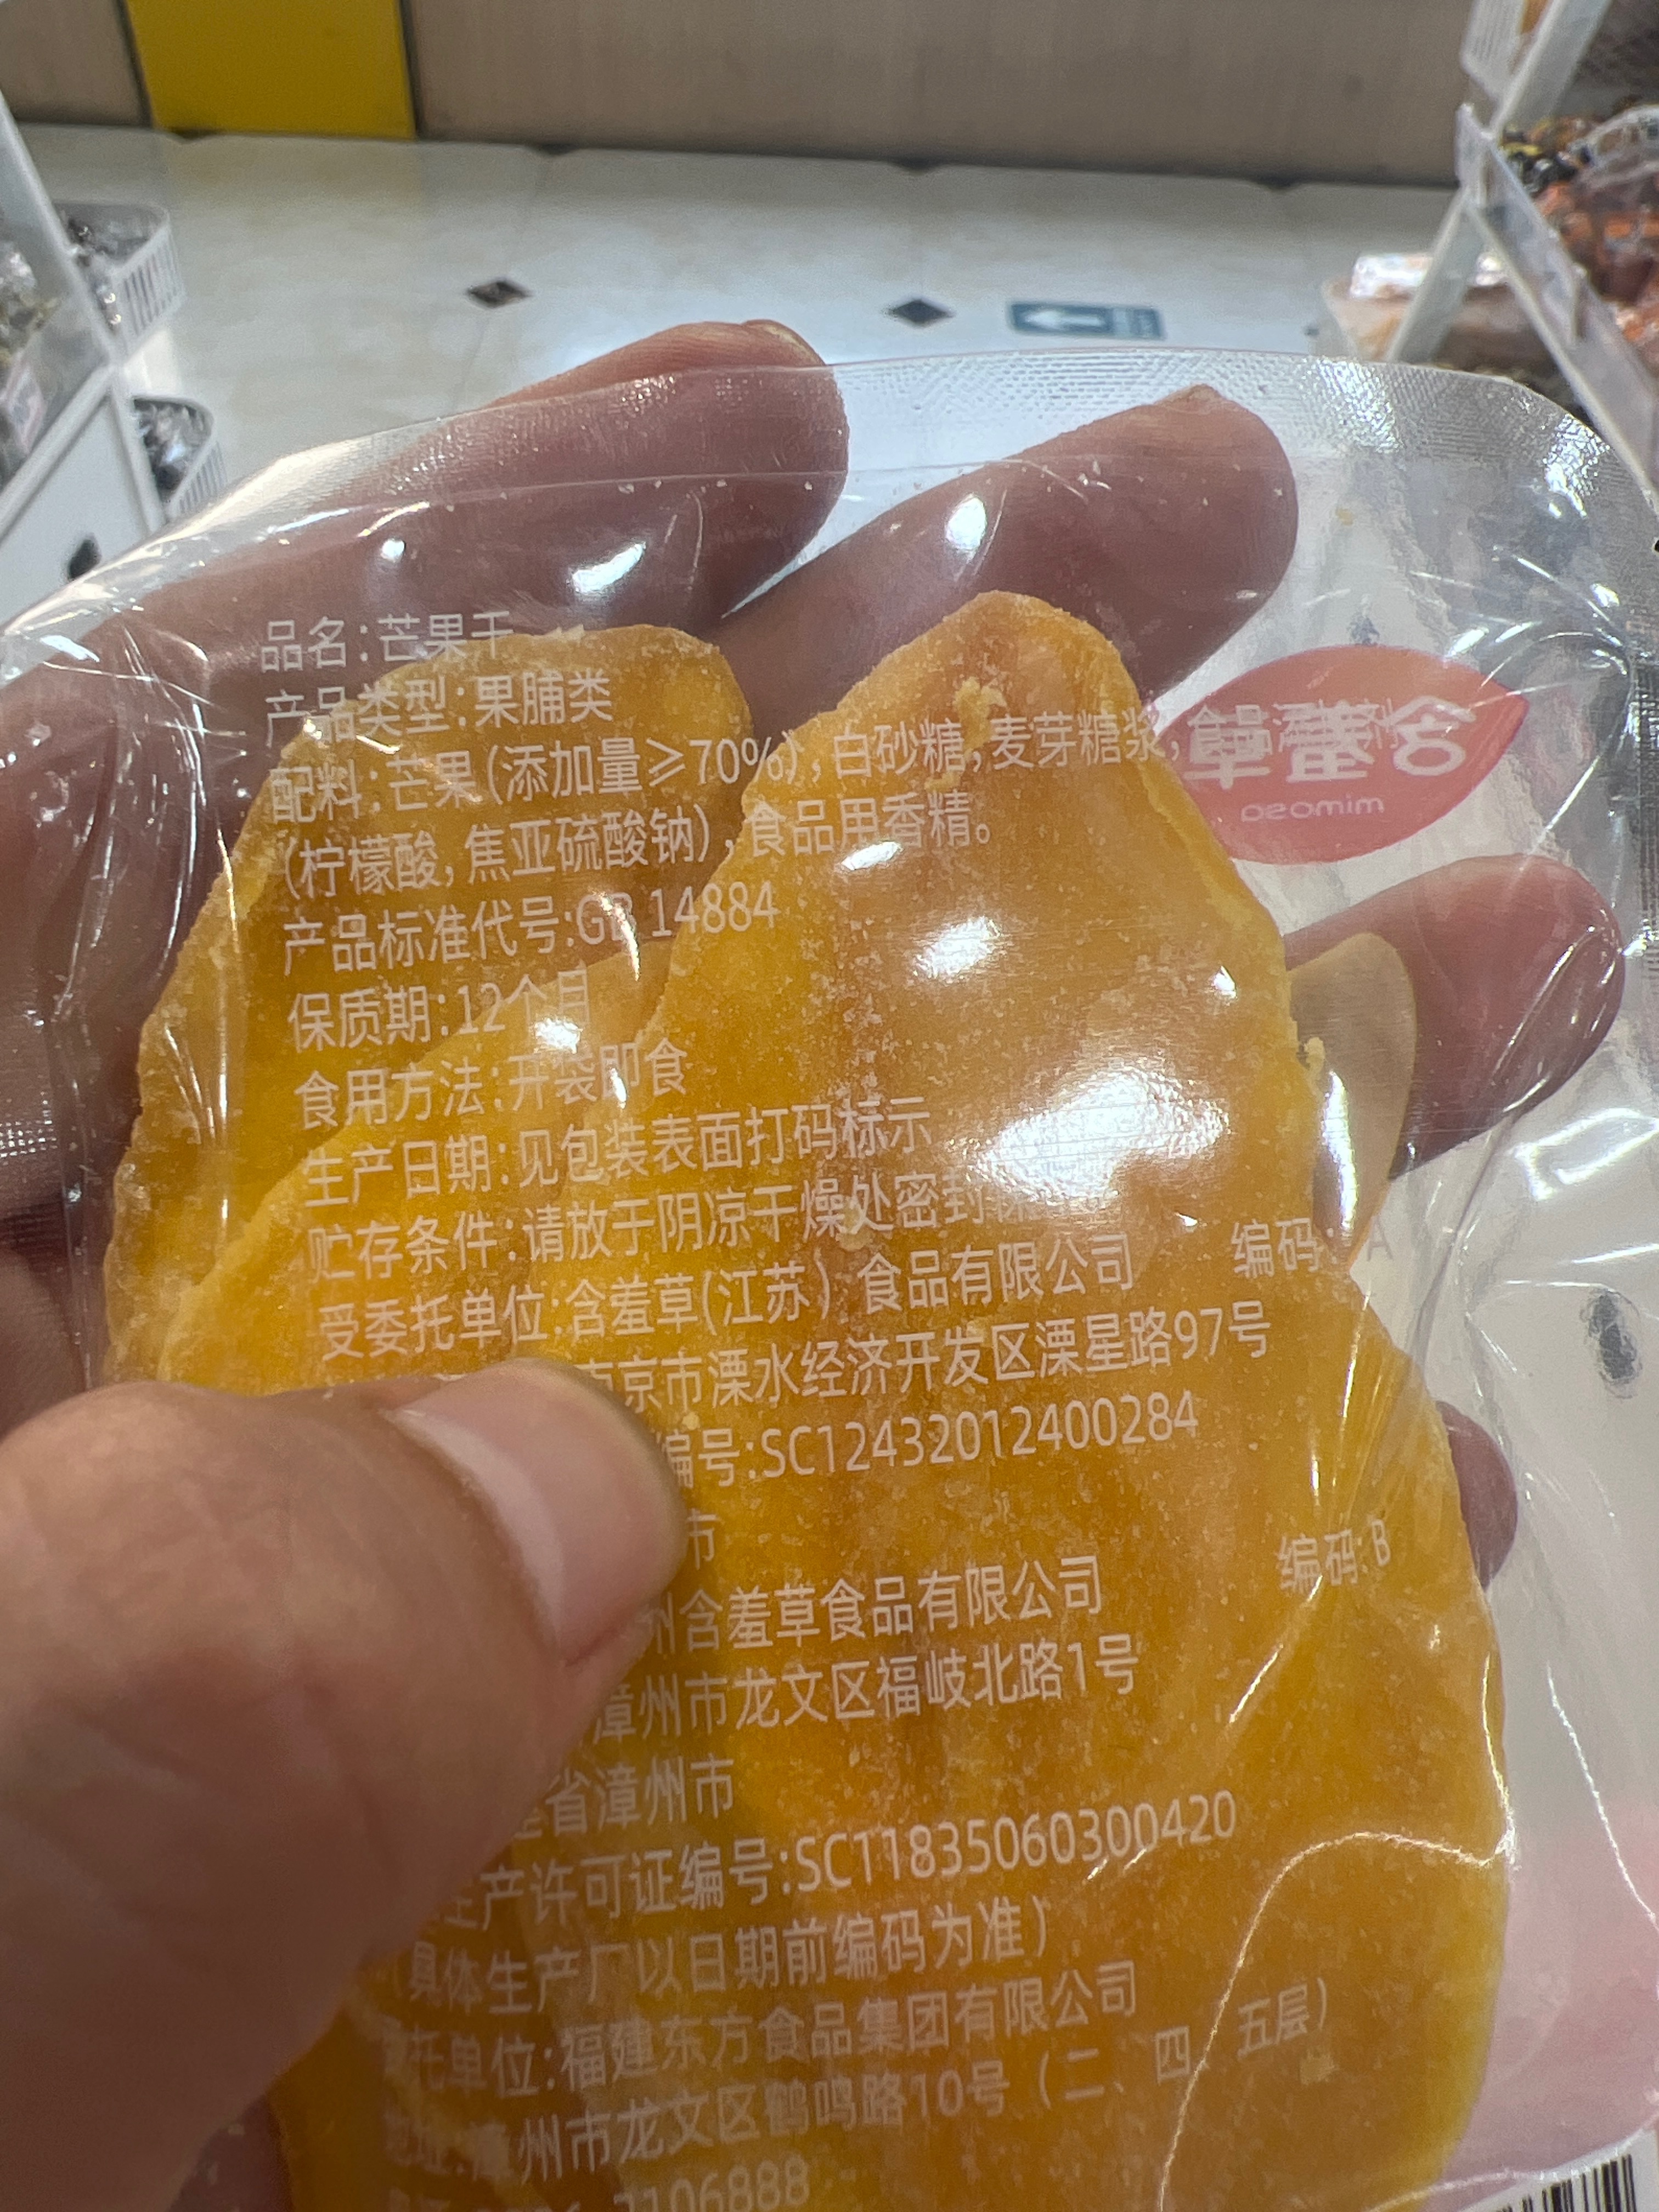 品名:芒果干
产品类型:果脯类
配料:芒果(添加量≥70%),白砂糖,麦芽糖浆,食品添加剂
(柠檬酸,焦亚硫酸钠),食品用香精。
产品标准代号:GB 14884
保质期:12个月
食用方法:开袋即食
生产日期:见包装表面打码标示
贮存条件:请放于阴凉干燥处密封保
受委托单位:含羞草(江苏)食品有限公司 编码:A
南京市溧水经济开发区溧星路97号
编号:SC12432012400284
市
州含羞草食品有限公司 编码:B
漳州市龙文区福岐北路1号
省漳州市
生产许可证编号:SC11835060300420
(具体生产厂以日期前编码为准)
托单位:福建东方食品集团有限公司
地址:漳州市龙文区鹤鸣路10号(二、四、五层)
2106888
含羞草
mimosa